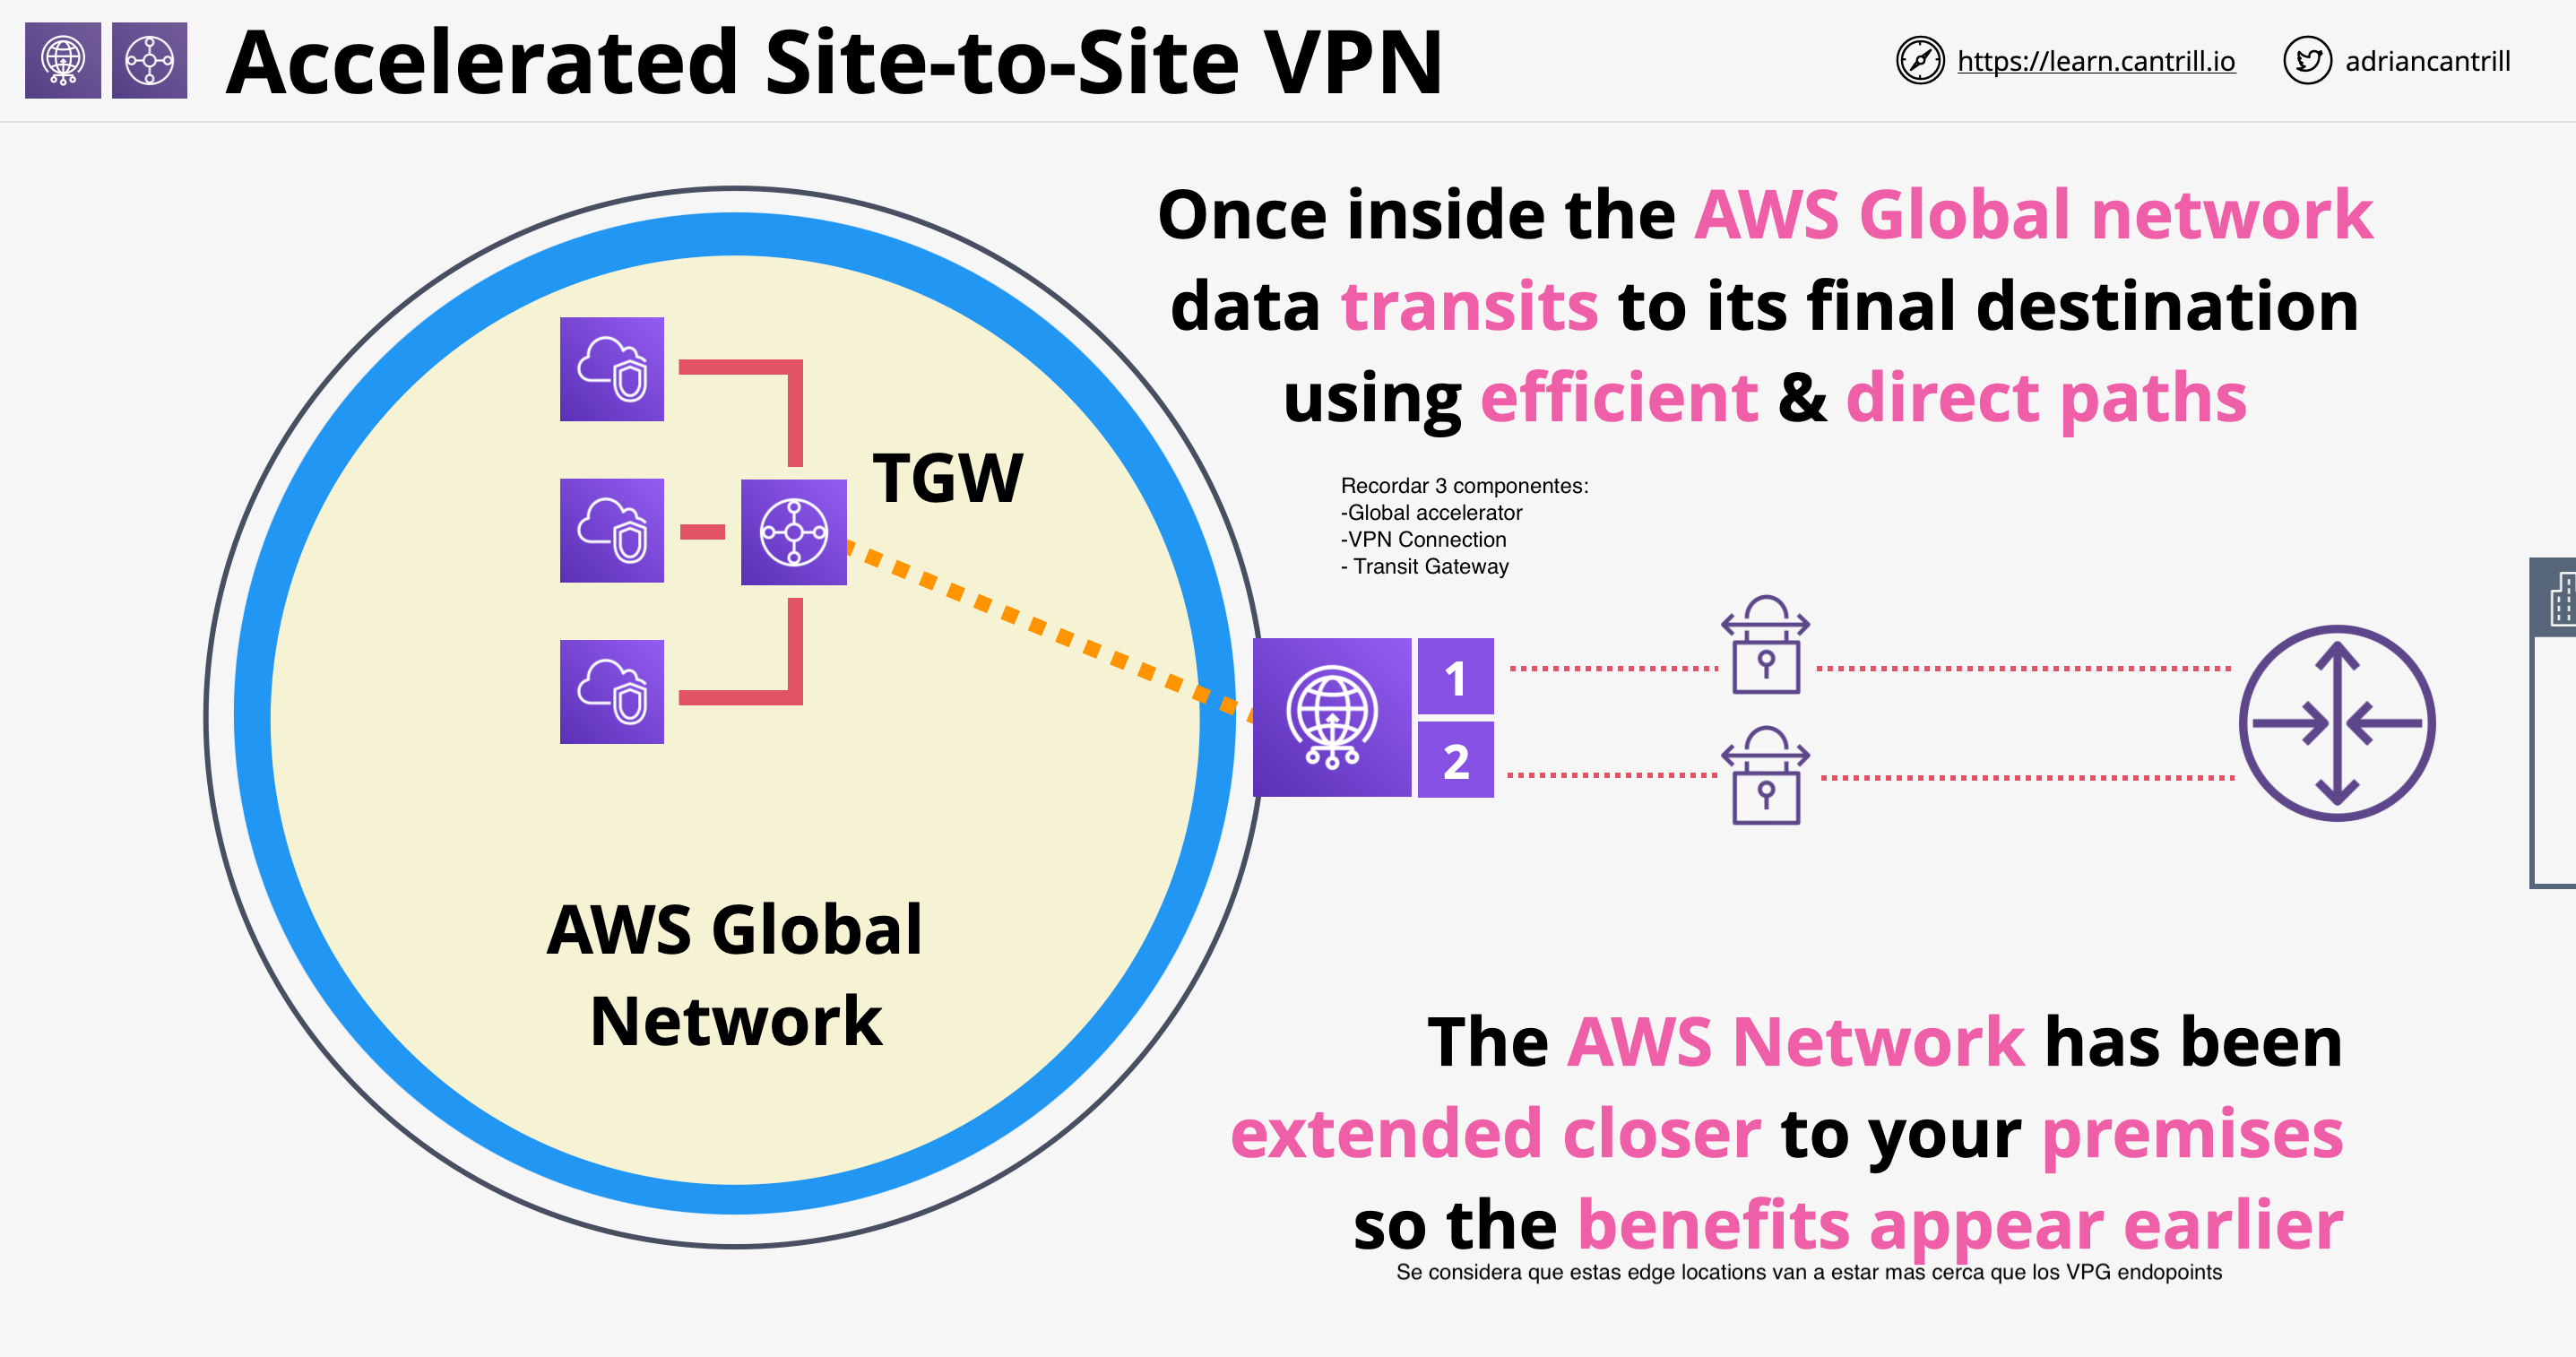 Accelerated Site-to-Site VPN
https://learn.cantrill.io
adriancantrill
Once inside the AWS Global network
data transits to its final destination
using efficient & direct paths
TGW
Recordar 3 componentes:
-Global accelerator
-VPN Connection
- Transit Gateway
1
2
AWS Global
Network
The AWS Network has been
extended closer to your premises
so the benefits appear earlier
Se considera que estas edge locations van a estar mas cerca que los VPG endopoints